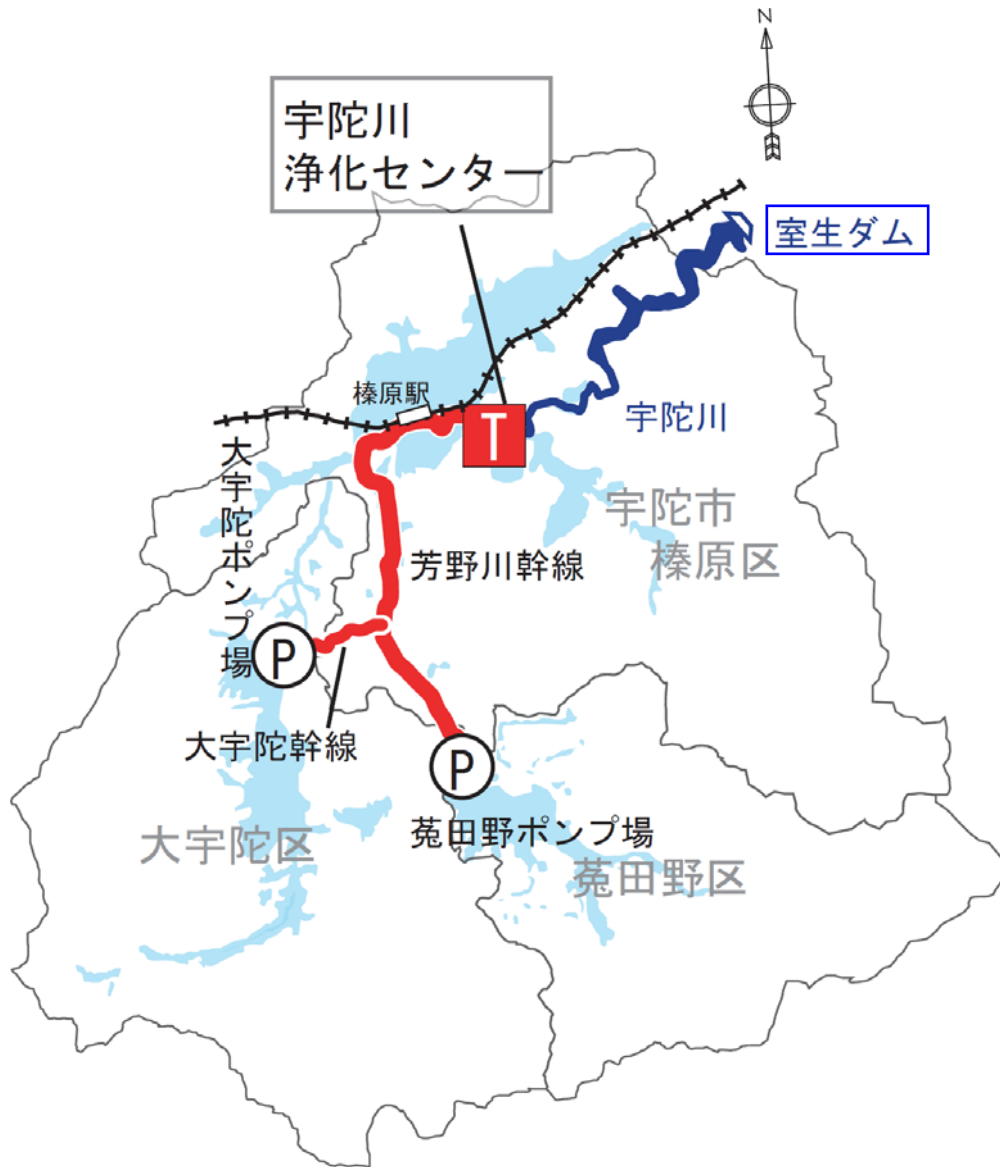 N
宇陀川
浄化センター
室生ダム
榛原駅
T
宇陀川
大宇陀ポンプ場
宇陀市
榛原区
芳野川幹線
P
大宇陀幹線
P
大宇陀区
菟田野ポンプ場
菟田野区